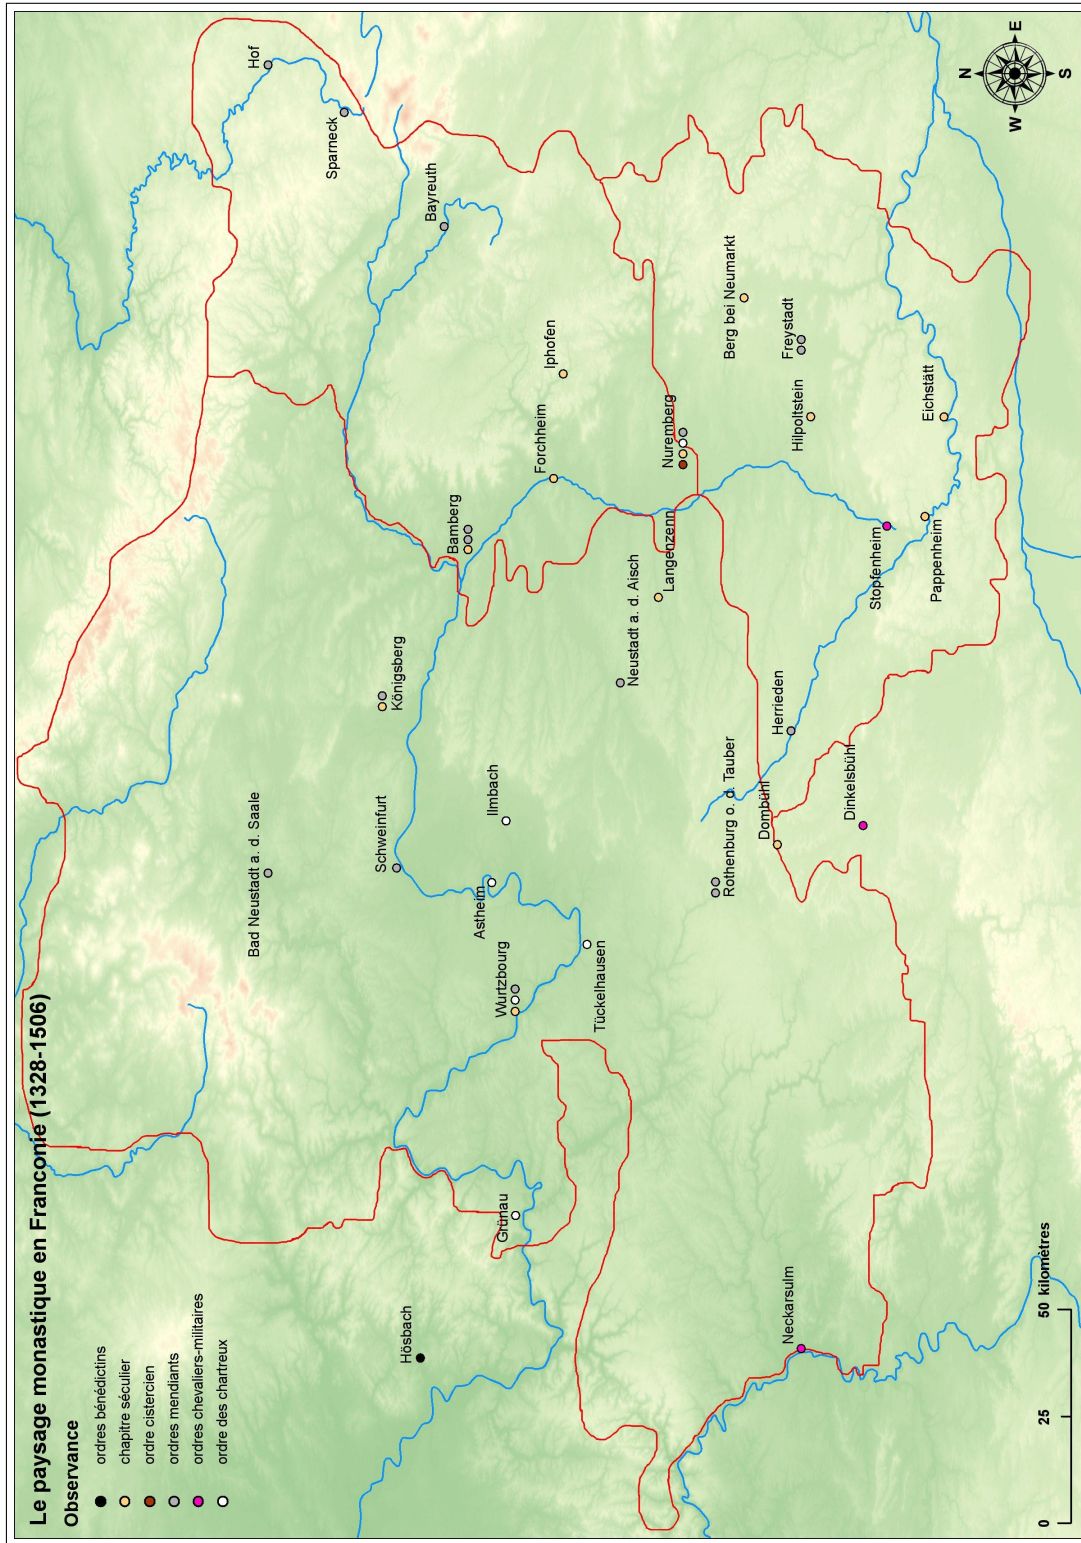 Le paysage monastique en Franconie (1328-1506)
Observance
ordres bénédictins
chapitre séculier
ordre cistercien
ordres mendiants
ordres chevaliers-militaires
ordre des chartreux
N
E
S
W
Hof
Sparneck
Bayreuth
Bad Neustadt a. d. Saale
Königsberg
Schweinfurt
Bamberg
Forchheim
Iphofen
Ilmbach
Astheim
Wurtzbourg
Tückelhausen
Grünau
Hösbach
Nuremberg
Langenzenn
Neustadt a. d. Aisch
Berg bei Neumarkt
Freystadt
Hilpoltstein
Eichstätt
Pappenheim
Stopfenheim
Herrieden
Rothenburg o. d. Tauber
Dombühl
Dinkelsbühl
Neckarsulm
0 25 50 kilomètres